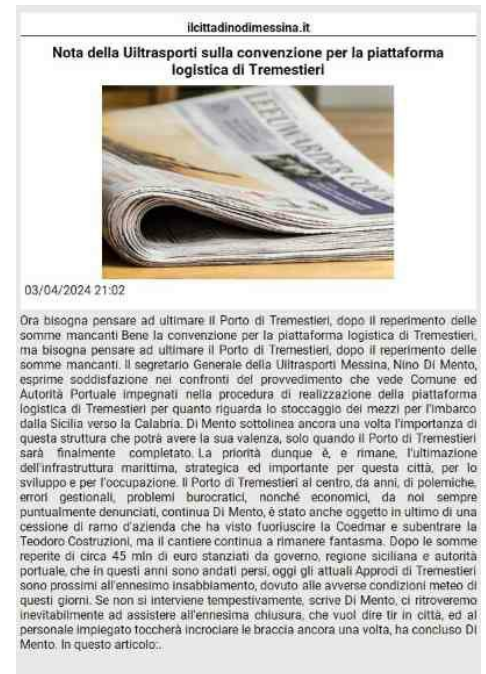 ilcittadinodimessina.it
Nota della Uiltrasporti sulla convenzione per la piattaforma
logistica di Tremestieri
LEEUWARDER COU
03/04/2024 21:02
Ora bisogna pensare ad ultimare il Porto di Tremestieri, dopo il reperimento delle
somme mancanti Bene la convenzione per la piattaforma logistica di Tremestieri,
ma bisogna pensare ad ultimare il Porto di Tremestieri, dopo il reperimento delle
somme mancanti. Il segretario Generale della Uiltrasporti Messina, Nino Di Mento,
esprime soddisfazione nei confronti del provvedimento che vede Comune ed
Autorità Portuale impegnati nella procedura di realizzazione della piattaforma
logistica di Tremestieri per quanto riguarda lo stoccaggio dei mezzi per l'imbarco
dalla Sicilia verso la Calabria. Di Mento sottolinea ancora una volta l'importanza di
questa struttura che potrà avere la sua valenza, solo quando il Porto di Tremestieri
sarà finalmente completato. La priorità dunque è, e rimane, l'ultimazione
dell'infrastruttura marittima, strategica ed importante per questa città, per lo
sviluppo e per l'occupazione. Il Porto di Tremestieri al centro, da anni, di polemiche,
errori gestionali, problemi burocratici, nonché economici, da noi sempre
puntualmente denunciati, continua Di Mento, è stato anche oggetto in ultimo di una
cessione di ramo d'azienda che ha visto fuoriuscire la Coedmar e subentrare la
Teodoro Costruzioni, ma il cantiere continua a rimanere fantasma. Dopo le somme
reperite di circa 45 mln di euro stanziati da governo, regione siciliana e autorità
portuale, che in questi anni sono andati persi, oggi gli attuali Approdi di Tremestieri
sono prossimi all'ennesimo insabbiamento, dovuto alle avverse condizioni meteo di
questi giorni. Se non si interviene tempestivamente, scrive Di Mento, ci ritroveremo
inevitabilmente ad assistere all'ennesima chiusura, che vuol dire tir in città, ed al
personale impiegato toccherà incrociare le braccia ancora una volta, ha concluso Di
Mento. In questo articolo:.